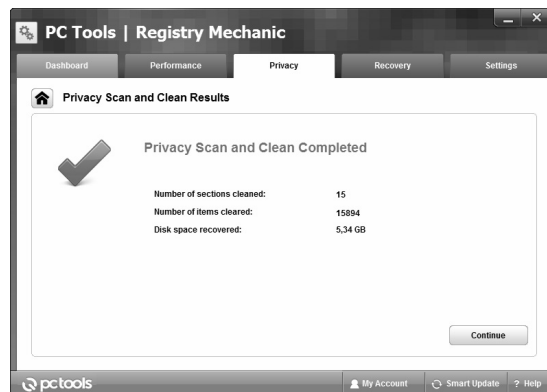 PC Tools | Registry Mechanic
Dashboard Performance Privacy Recovery Settings
Privacy Scan and Clean Results
Privacy Scan and Clean Completed
Number of sections cleaned: 15
Number of items cleared: 15894
Disk space recovered: 5,34 GB
Continue
pctools My Account Smart Update ? Help